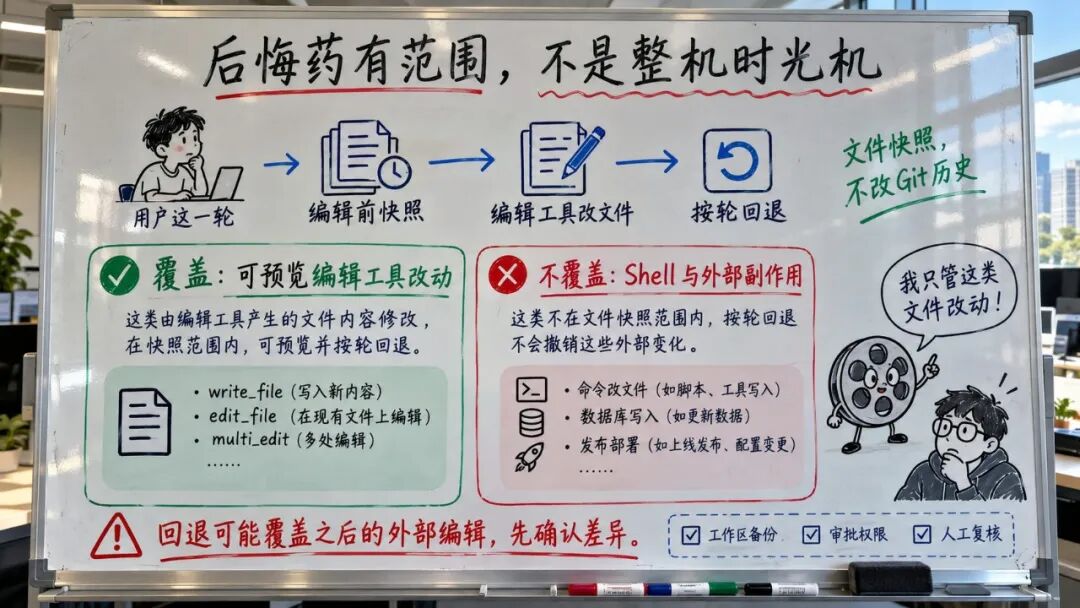 后悔药有范围，不是整机时光机
用户这一轮
编辑前快照
编辑工具改文件
按轮回退
文件快照，
不改Git历史
覆盖：可预览编辑工具改动
这类由编辑工具产生的文件内容修改，
在快照范围内，可预览并按轮回退。
• write_file（写入新内容）
• edit_file（在现有文件上编辑）
• multi_edit（多处编辑）
……
不覆盖：Shell与外部副作用
这类不在文件快照范围内，按轮回退
不会撤销这些外部变化。
• 命令改文件（如脚本、工具写入）
• 数据库写入（如更新数据）
• 发布部署（如上线发布、配置变更）
……
我只管这类
文件改动！
回退可能覆盖之后的外部编辑，先确认差异。
工作区备份
审批权限
人工复核